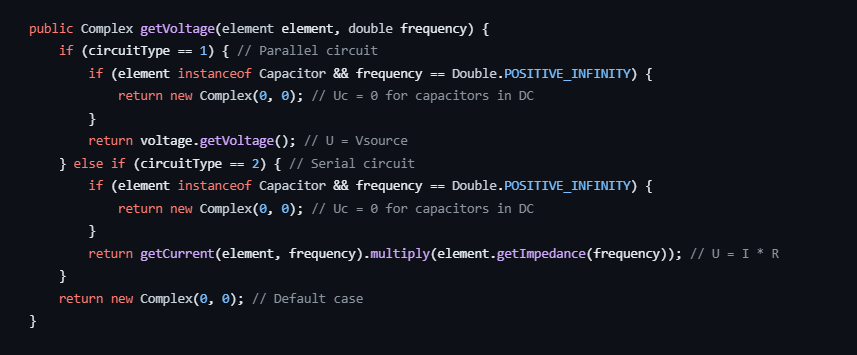 public Complex getVoltage(element element, double frequency) {
    if (circuitType == 1) { // Parallel circuit
        if (element instanceof Capacitor && frequency == Double.POSITIVE_INFINITY) {
            return new Complex(0, 0); // Uc = 0 for capacitors in DC
        }
        return voltage.getVoltage(); // U = Vsource
    } else if (circuitType == 2) { // Serial circuit
        if (element instanceof Capacitor && frequency == Double.POSITIVE_INFINITY) {
            return new Complex(0, 0); // Uc = 0 for capacitors in DC
        }
        return getCurrent(element, frequency).multiply(element.getImpedance(frequency)); // U = I * R
    }
    return new Complex(0, 0); // Default case
}